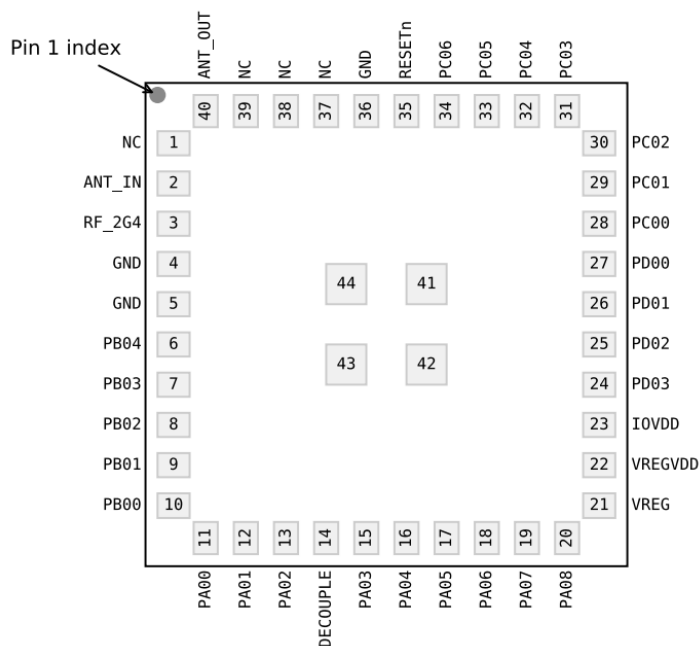 Pin 1 index
ANT_OUT NC NC NC GND RESETn PC06 PC05 PC04 PC03
40 39 38 37 36 35 34 33 32 31
NC 1 30 PC02
ANT_IN 2 29 PC01
RF_2G4 3 28 PC00
GND 4 27 PD00
44 41
GND 5 26 PD01
PB04 6 25 PD02
43 42
PB03 7 24 PD03
PB02 8 23 IOVDD
PB01 9 22 VREGVDD
PB00 10 21 VREG
11 12 13 14 15 16 17 18 19 20
PA00 PA01 PA02 DECOUPLE PA03 PA04 PA05 PA06 PA07 PA08